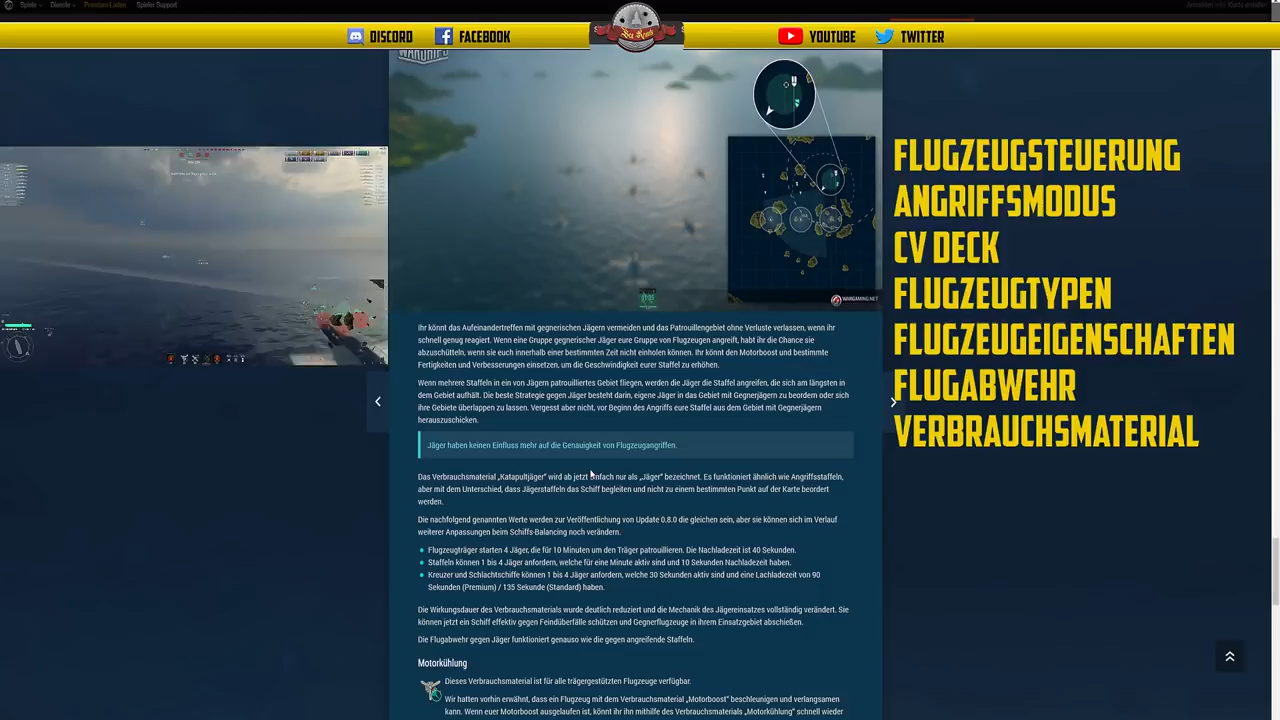 Spiele
Dienste
Premium-Laden
Spieler Support
DISCORD
FACEBOOK
YOUTUBE
TWITTER
WARSHIPS
WARGAMING.NET
FLUGZEUGSTEUERUNG
ANGRIFFSMODUS
CV DECK
FLUGZEUGTYPEN
FLUGZEUGEIGENSCHAFTEN
FLUGABWEHR
VERBRAUCHSMATERIAL
Ihr könnt das Aufeinandertreffen mit gegnerischen Jägern vermeiden und das Patrouillengebiet ohne Verluste verlassen, wenn ihr
schnell genug reagiert. Wenn eine Gruppe gegnerischer Jäger eure Gruppe von Flugzeugen angreift, habt ihr die Chance sie
abzuschütteln, wenn sie euch innerhalb einer bestimmten Zeit nicht einholen können. Ihr könnt den Motorboost und bestimmte
Fertigkeiten und Verbesserungen einsetzen, um die Geschwindigkeit eurer Staffel zu erhöhen.
Wenn mehrere Staffeln in ein von Jägern patrouilliertes Gebiet fliegen, werden die Jäger die Staffel angreifen, die sich am längsten in
dem Gebiet aufhält. Die beste Strategie gegen Jäger besteht darin, eigene Jäger in das Gebiet mit Gegnerjägern zu beordern oder sich
ihre Gebiete überlappen zu lassen. Vergesst aber nicht, vor Beginn des Angriffs eure Staffel aus dem Gebiet mit Gegnerjägern
herauszuschicken.
Jäger haben keinen Einfluss mehr auf die Genauigkeit von Flugzeugangriffen.
Das Verbrauchsmaterial „Katapultjäger" wird ab jetzt einfach nur als „Jäger" bezeichnet. Es funktioniert ähnlich wie Angriffsstaffeln,
aber mit dem Unterschied, dass Jägerstaffeln das Schiff begleiten und nicht zu einem bestimmten Punkt auf der Karte beordert
werden.
Die nachfolgend genannten Werte werden zur Veröffentlichung von Update 0.8.0 die gleichen sein, aber sie können sich im Verlauf
weiterer Anpassungen beim Schiffs-Balancing noch verändern.
Flugzeugträger starten 4 Jäger, die für 10 Minuten um den Träger patrouillieren. Die Nachladezeit ist 40 Sekunden.
Staffeln können 1 bis 4 Jäger anfordern, welche für eine Minute aktiv sind und 10 Sekunden Nachladezeit haben.
Kreuzer und Schlachtschiffe können 1 bis 4 Jäger anfordern, welche 30 Sekunden aktiv sind und eine Lachladezeit von 90
Sekunden (Premium) / 135 Sekunde (Standard) haben.
Die Wirkungsdauer des Verbrauchsmaterials wurde deutlich reduziert und die Mechanik des Jägereinsatzes vollständig verändert. Sie
können jetzt ein Schiff effektiv gegen Feindüberfälle schützen und Gegnerflugzeuge in ihrem Einsatzgebiet abschießen.
Die Flugabwehr gegen Jäger funktioniert genauso wie die gegen angreifende Staffeln.
Motorkühlung
Dieses Verbrauchsmaterial ist für alle trägergestützten Flugzeuge verfügbar.
Wir hatten vorhin erwähnt, dass ein Flugzeug mit dem Verbrauchsmaterial „Motorboost" beschleunigen und verlangsamen
kann. Wenn euer Motorboost ausgelaufen ist, könnt ihr ihn mithilfe des Verbrauchsmaterials „Motorkühlung" schnell wieder